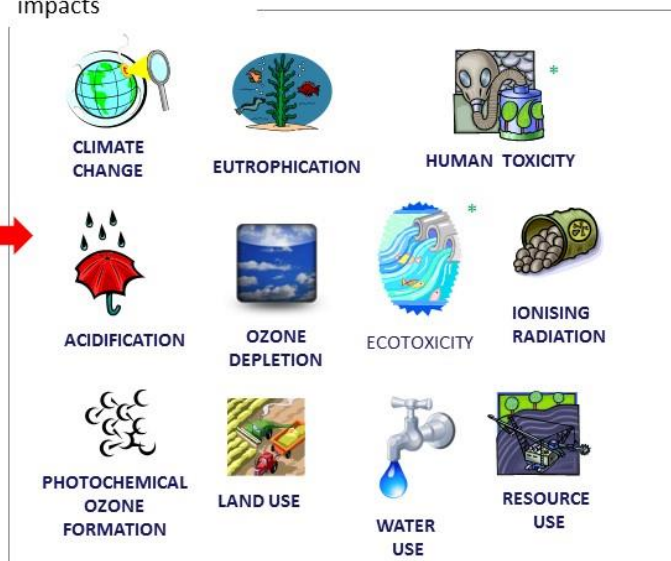 impacts
*
CLIMATE
CHANGE
EUTROPHICATION
HUMAN TOXICITY
*
ACIDIFICATION
OZONE
DEPLETION
ECOTOXICITY
IONISING
RADIATION
PHOTOCHEMICAL
OZONE
FORMATION
LAND USE
WATER
USE
RESOURCE
USE